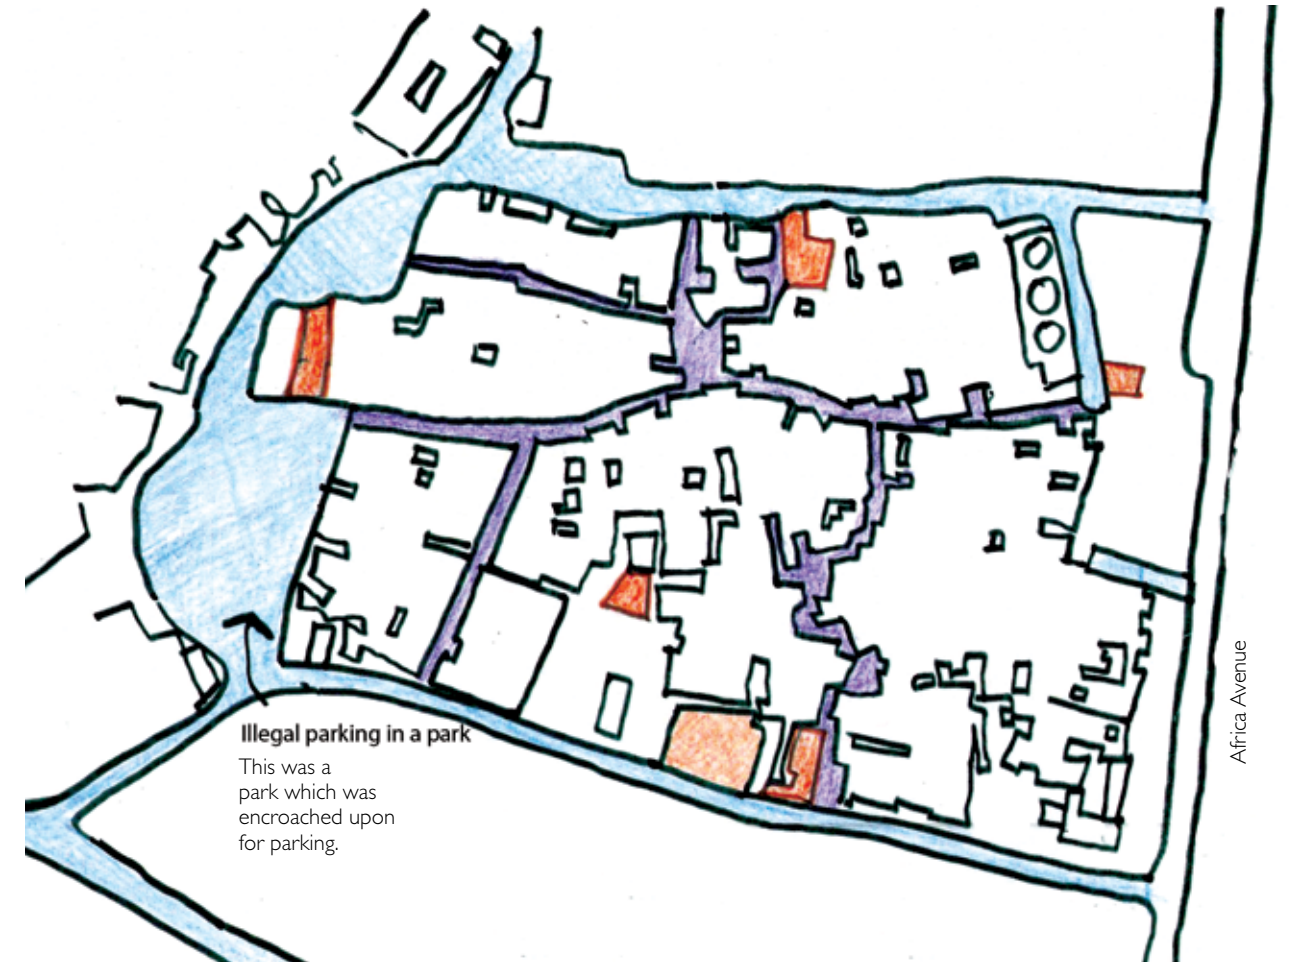 Illegal parking in a park
This was a
park which was
encroached upon
for parking.
Africa Avenue